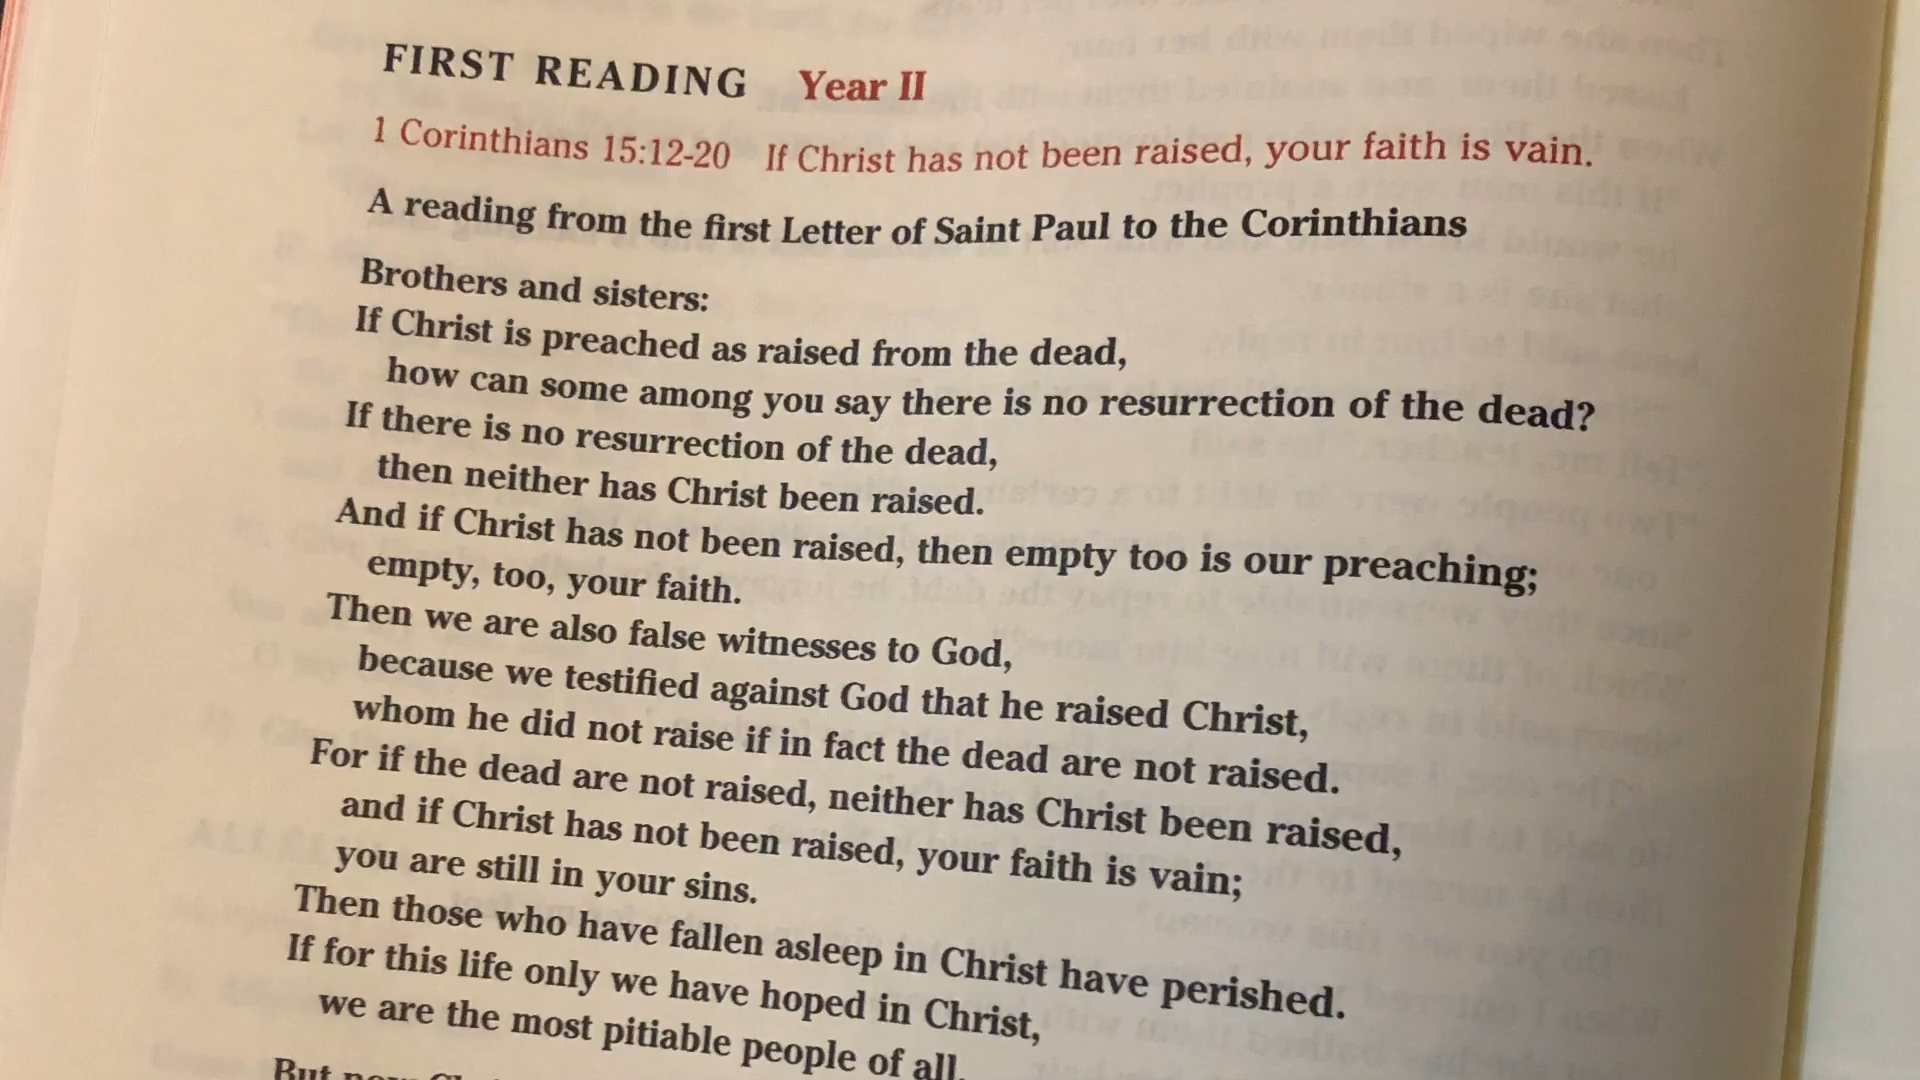 FIRST READING Year II
1 Corinthians 15:12-20 If Christ has not been raised, your faith is vain.
A reading from the first Letter of Saint Paul to the Corinthians
Brothers and sisters:
If Christ is preached as raised from the dead,
how can some among you say there is no resurrection of the dead?
If there is no resurrection of the dead,
then neither has Christ been raised.
And if Christ has not been raised, then empty too is our preaching;
empty, too, your faith.
Then we are also false witnesses to God,
because we testified against God that he raised Christ,
whom he did not raise if in fact the dead are not raised.
For if the dead are not raised, neither has Christ been raised,
and if Christ has not been raised, your faith is vain;
you are still in your sins.
Then those who have fallen asleep in Christ have perished.
If for this life only we have hoped in Christ,
we are the most pitiable people of all.
But now